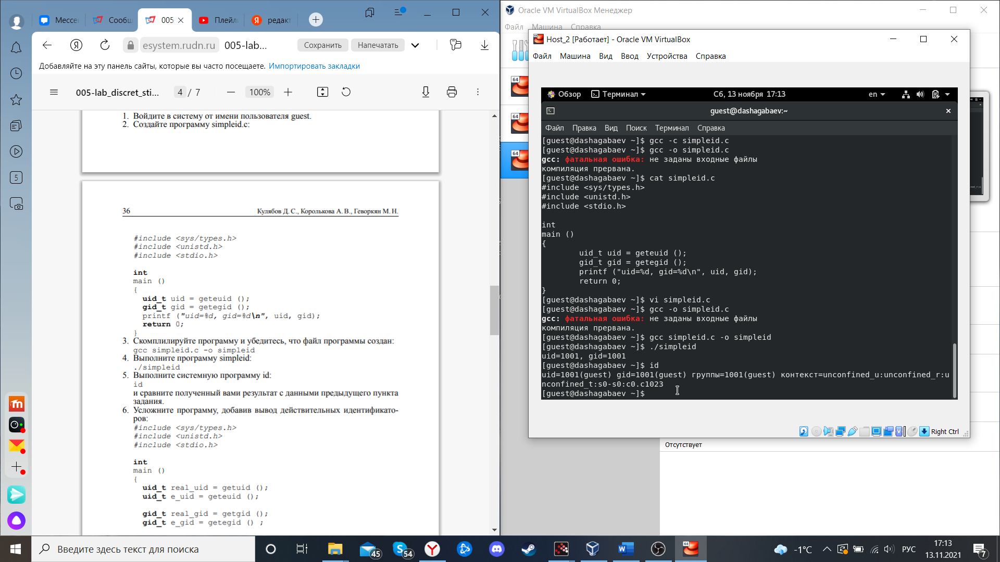 Мессе
Сообщ
005
Плейли
редакт
esystem.rudn.ru
005-lab...
Сохранить
Напечатать
Добавляйте на эту панель сайты, которые вы часто посещаете. Импортировать закладки
005-lab_discret_sti...
4 / 7
100%
1. Войдите в систему от имени пользователя guest.
2. Создайте программу simpleid.c:
36 Кулябов Д. С., Королькова А. В., Геворкян М. Н.
#include <sys/types.h>
#include <unistd.h>
#include <stdio.h>
int
main ()
{
uid_t uid = geteuid ();
gid_t gid = getegid ();
printf ("uid=%d, gid=%d\n", uid, gid);
return 0;
}
3. Скомплилируйте программу и убедитесь, что файл программы создан:
gcc simpleid.c -o simpleid
4. Выполните программу simpleid:
./simpleid
5. Выполните системную программу id:
id
и сравните полученный вами результат с данными предыдущего пункта
задания.
6. Усложните программу, добавив вывод действительных идентификато-
ров:
#include <sys/types.h>
#include <unistd.h>
#include <stdio.h>
int
main ()
{
uid_t real_uid = getuid ();
uid_t e_uid = geteuid ();
gid_t real_gid = getgid ();
gid_t e_gid = getegid () ;
5
Oracle VM VirtualBox Менеджер
Файл Машина Справка
64
64
64
Host_2 [Работает] - Oracle VM VirtualBox
Файл Машина Вид Ввод Устройства Справка
Обзор Терминал Сб, 13 ноября 17:13 en
guest@dashagabaev:~
Файл Правка Вид Поиск Терминал Справка
[guest@dashagabaev ~]$ gcc -c simpleid.c
[guest@dashagabaev ~]$ gcc -o simpleid.c
gcc: фатальная ошибка: не заданы входные файлы
компиляция прервана.
[guest@dashagabaev ~]$ cat simpleid.c
#include <sys/types.h>
#include <unistd.h>
#include <stdio.h>
int
main ()
{
uid_t uid = geteuid ();
gid_t gid = getegid ();
printf ("uid=%d, gid=%d\n", uid, gid);
return 0;
}
[guest@dashagabaev ~]$ vi simpleid.c
[guest@dashagabaev ~]$ gcc -o simpleid.c
gcc: фатальная ошибка: не заданы входные файлы
компиляция прервана.
[guest@dashagabaev ~]$ gcc simpleid.c -o simpleid
[guest@dashagabaev ~]$ ./simpleid
uid=1001, gid=1001
[guest@dashagabaev ~]$ id
uid=1001(guest) gid=1001(guest) группы=1001(guest) контекст=unconfined_u:unconfined_r:u
nconfined_t:s0-s0:c0.c1023
[guest@dashagabaev ~]$
Right Ctrl
Отсутствует
Введите здесь текст для поиска
45
54
-1°C
РУС
17:13
13.11.2021
7